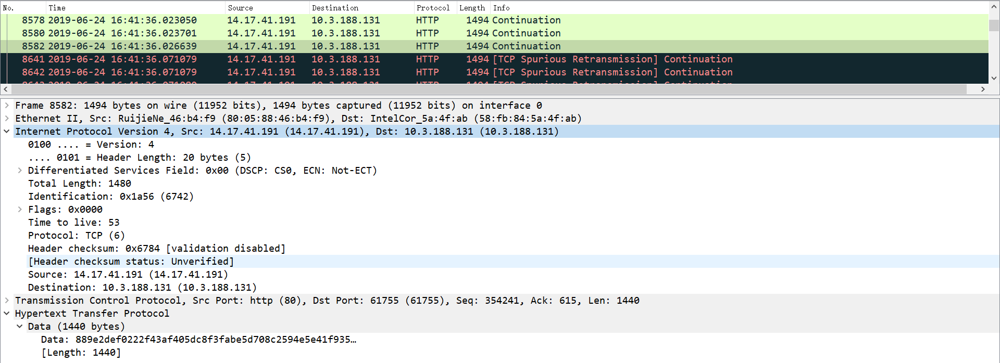 No. Time Source Destination Protocol Length Info
8578 2019-06-24 16:41:36.023050 14.17.41.191 10.3.188.131 HTTP 1494 Continuation
8580 2019-06-24 16:41:36.023701 14.17.41.191 10.3.188.131 HTTP 1494 Continuation
8582 2019-06-24 16:41:36.026639 14.17.41.191 10.3.188.131 HTTP 1494 Continuation
8641 2019-06-24 16:41:36.071079 14.17.41.191 10.3.188.131 HTTP 1494 [TCP Spurious Retransmission] Continuation
8642 2019-06-24 16:41:36.071079 14.17.41.191 10.3.188.131 HTTP 1494 [TCP Spurious Retransmission] Continuation
Frame 8582: 1494 bytes on wire (11952 bits), 1494 bytes captured (11952 bits) on interface 0
Ethernet II, Src: RuijieNe_46:b4:f9 (80:05:88:46:b4:f9), Dst: IntelCor_5a:4f:ab (58:fb:84:5a:4f:ab)
Internet Protocol Version 4, Src: 14.17.41.191 (14.17.41.191), Dst: 10.3.188.131 (10.3.188.131)
0100 .... = Version: 4
.... 0101 = Header Length: 20 bytes (5)
Differentiated Services Field: 0x00 (DSCP: CS0, ECN: Not-ECT)
Total Length: 1480
Identification: 0x1a56 (6742)
Flags: 0x0000
Time to live: 53
Protocol: TCP (6)
Header checksum: 0x6784 [validation disabled]
[Header checksum status: Unverified]
Source: 14.17.41.191 (14.17.41.191)
Destination: 10.3.188.131 (10.3.188.131)
Transmission Control Protocol, Src Port: http (80), Dst Port: 61755 (61755), Seq: 354241, Ack: 615, Len: 1440
Hypertext Transfer Protocol
Data (1440 bytes)
Data: 889e2def0222f43af405dc8f3fabe5d708c2594e5e41f935…
[Length: 1440]